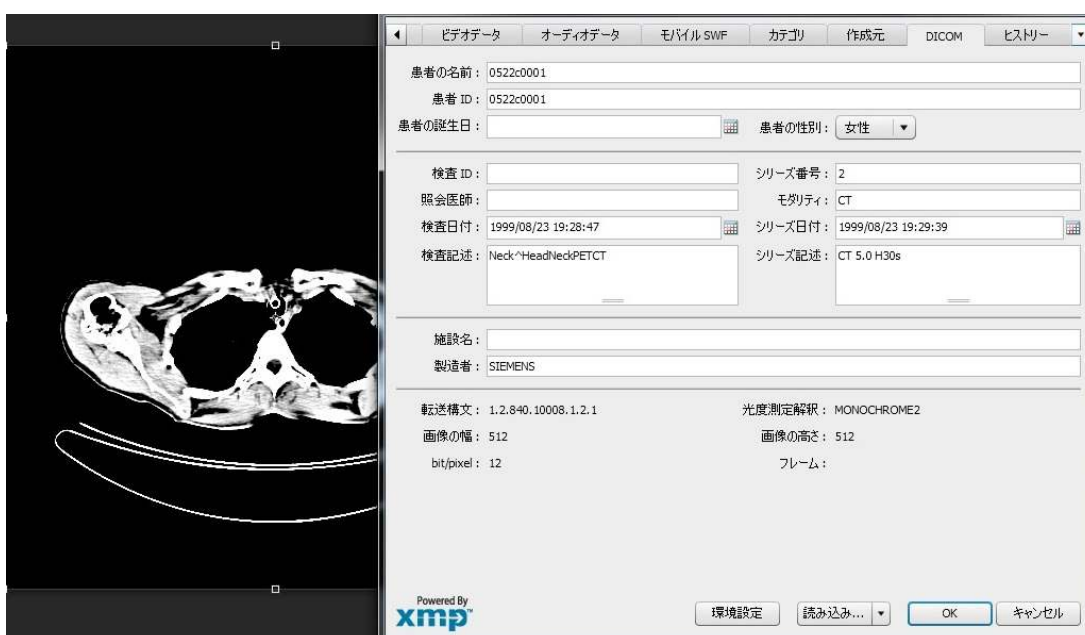 ビデオデータ オーディオデータ モバイル SWF カテゴリ 作成元 DICOM ヒストリー
患者の名前： 0522c0001
患者 ID： 0522c0001
患者の誕生日： 患者の性別： 女性
検査 ID： シリーズ番号： 2
照会医師： モダリティ： CT
検査日付： 1999/08/23 19:28:47 シリーズ日付： 1999/08/23 19:29:39
検査記述： Neck^HeadNeckPETCT シリーズ記述： CT 5.0 H30s
施設名：
製造者： SIEMENS
転送構文： 1.2.840.10008.1.2.1 光度測定解釈： MONOCHROME2
画像の幅： 512 画像の高さ： 512
bit/pixel： 12 フレーム：
Powered By
xmp™ 環境設定 読み込み... OK キャンセル